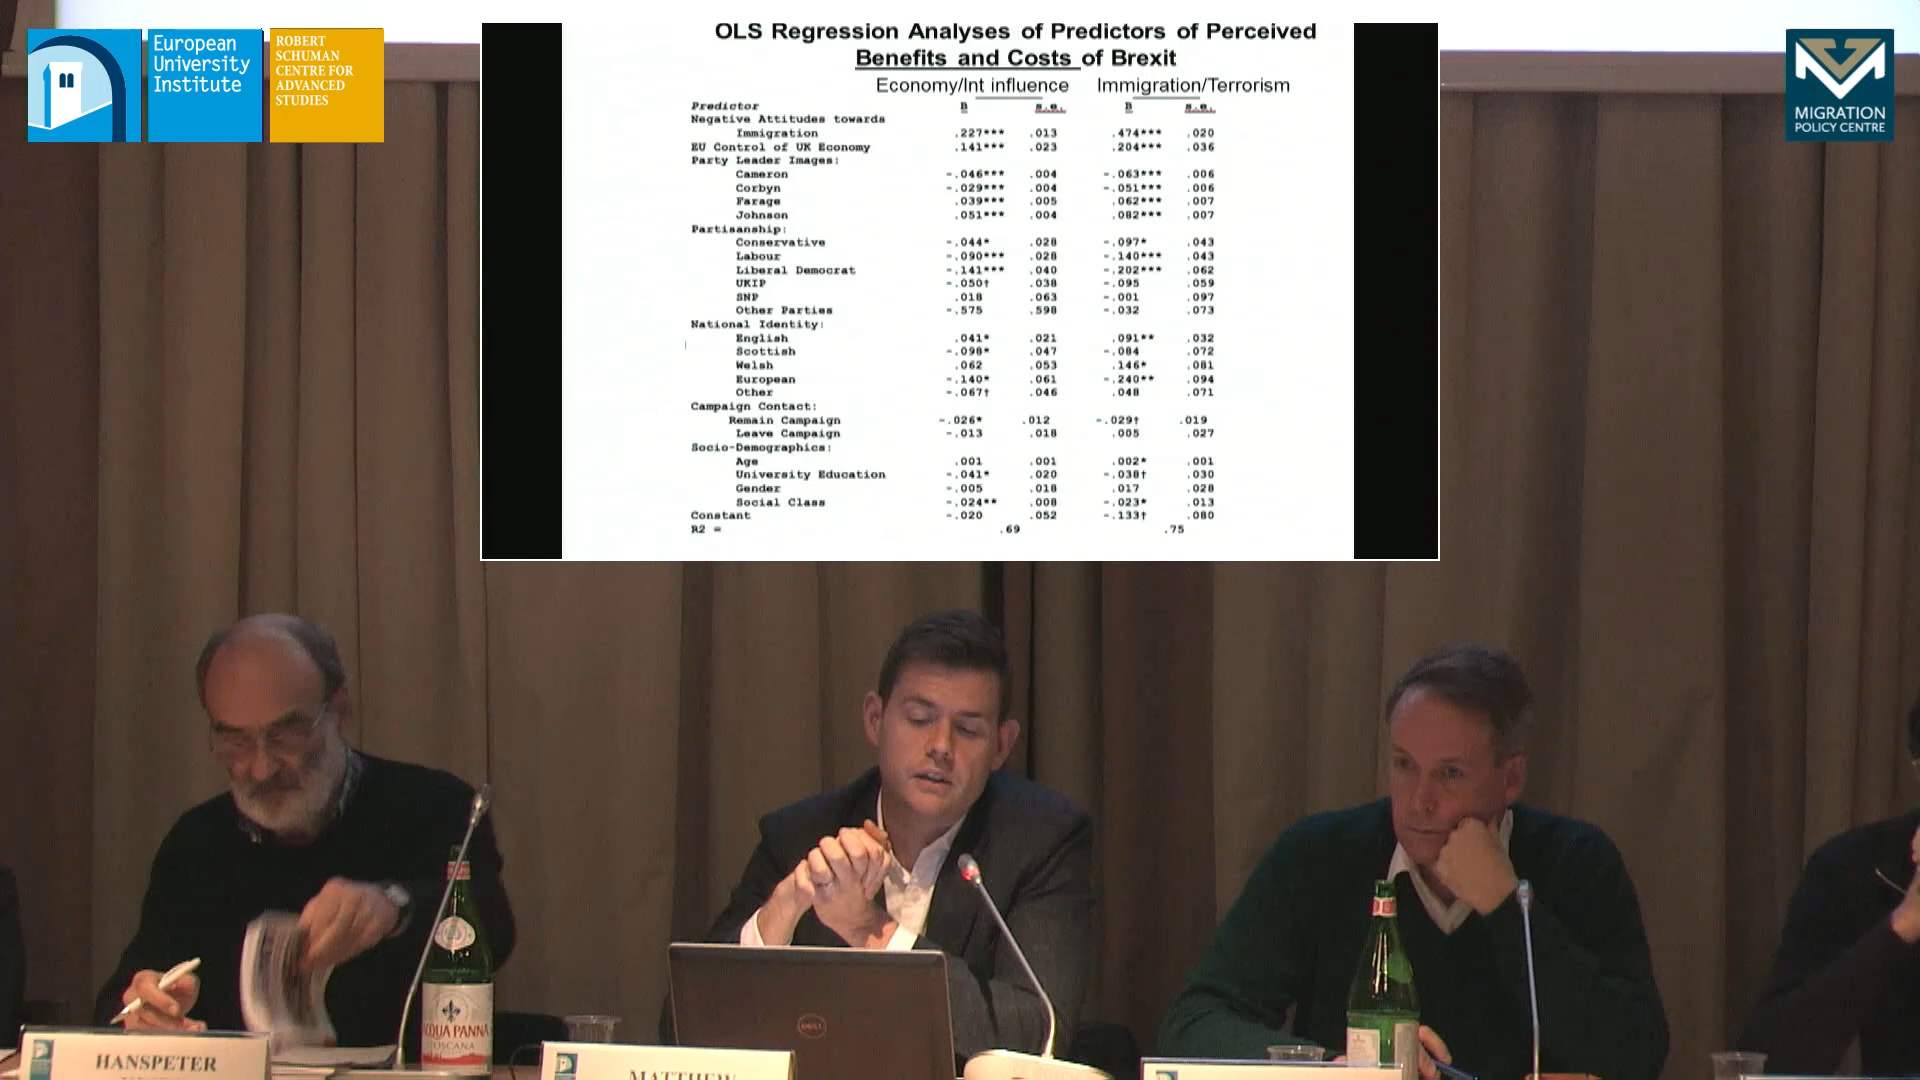 European
University
Institute
ROBERT
SCHUMAN
CENTRE FOR
ADVANCED
STUDIES
MIGRATION
POLICY CENTRE
OLS Regression Analyses of Predictors of Perceived
Benefits and Costs of Brexit
Economy/Int influence Immigration/Terrorism
Predictor B s.e. B s.e.
Negative Attitudes towards
Immigration .227*** .013 .474*** .020
EU Control of UK Economy .141*** .023 .204*** .036
Party Leader Images:
Cameron -.046*** .004 -.063*** .006
Corbyn -.029*** .004 -.051*** .006
Farage .039*** .005 .062*** .007
Johnson .051*** .004 .082*** .007
Partisanship:
Conservative -.044* .028 -.097* .043
Labour -.090*** .028 -.140*** .043
Liberal Democrat -.141*** .040 -.202*** .062
UKIP -.050† .038 -.095 .059
SNP .018 .063 -.001 .097
Other Parties -.575 .598 -.032 .073
National Identity:
English .041* .021 .091** .032
Scottish -.098* .047 -.084 .072
Welsh .062 .053 .146* .081
European -.140* .061 -.240** .094
Other -.067† .046 .048 .071
Campaign Contact:
Remain Campaign -.026* .012 -.029† .019
Leave Campaign -.013 .018 .005 .027
Socio-Demographics:
Age .001 .001 .002* .001
University Education -.041* .020 -.038† .030
Gender -.005 .018 .017 .028
Social Class -.024** .008 -.023* .013
Constant -.020 .052 -.133† .080
R2 = .69 .75
ACQUA PANNA
TOSCANA
DELL
HANSPETER
MATTHEW